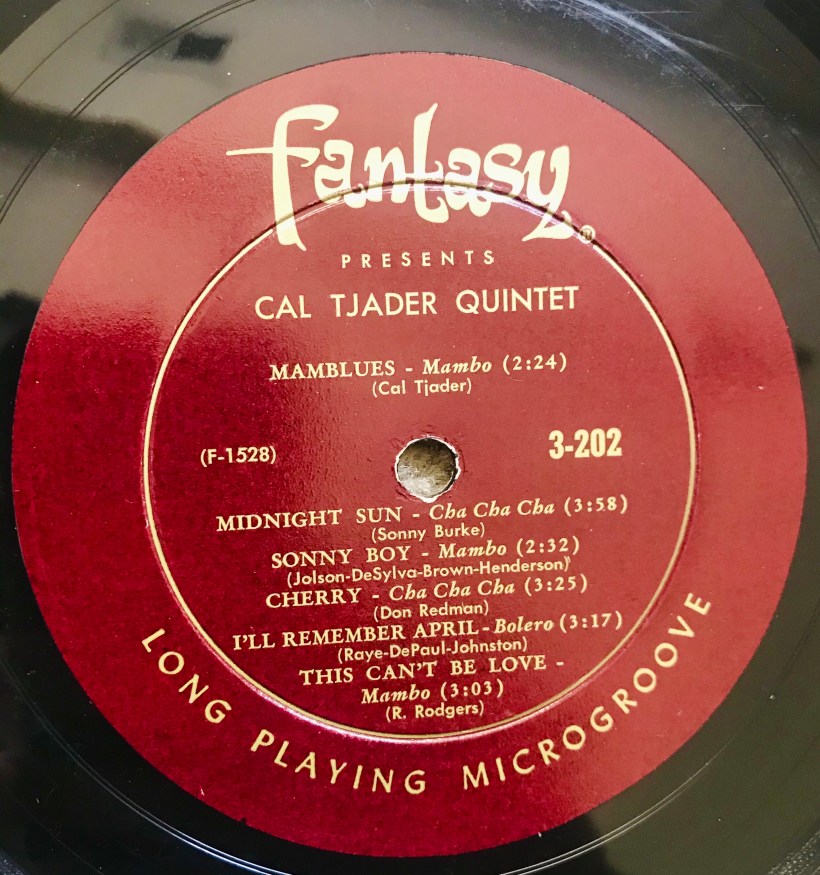 Fantasy®
PRESENTS
CAL TJADER QUINTET
MAMBLUES - Mambo (2:24)
(Cal Tjader)
(F-1528)
3-202
MIDNIGHT SUN - Cha Cha Cha (3:58)
(Sonny Burke)
SONNY BOY - Mambo (2:32)
(Jolson-DeSylva-Brown-Henderson)
CHERRY - Cha Cha Cha (3:25)
(Don Redman)
I'LL REMEMBER APRIL - Bolero (3:17)
(Raye-DePaul-Johnston)
THIS CAN'T BE LOVE -
Mambo (3:03)
(R. Rodgers)
LONG PLAYING MICROGROOVE